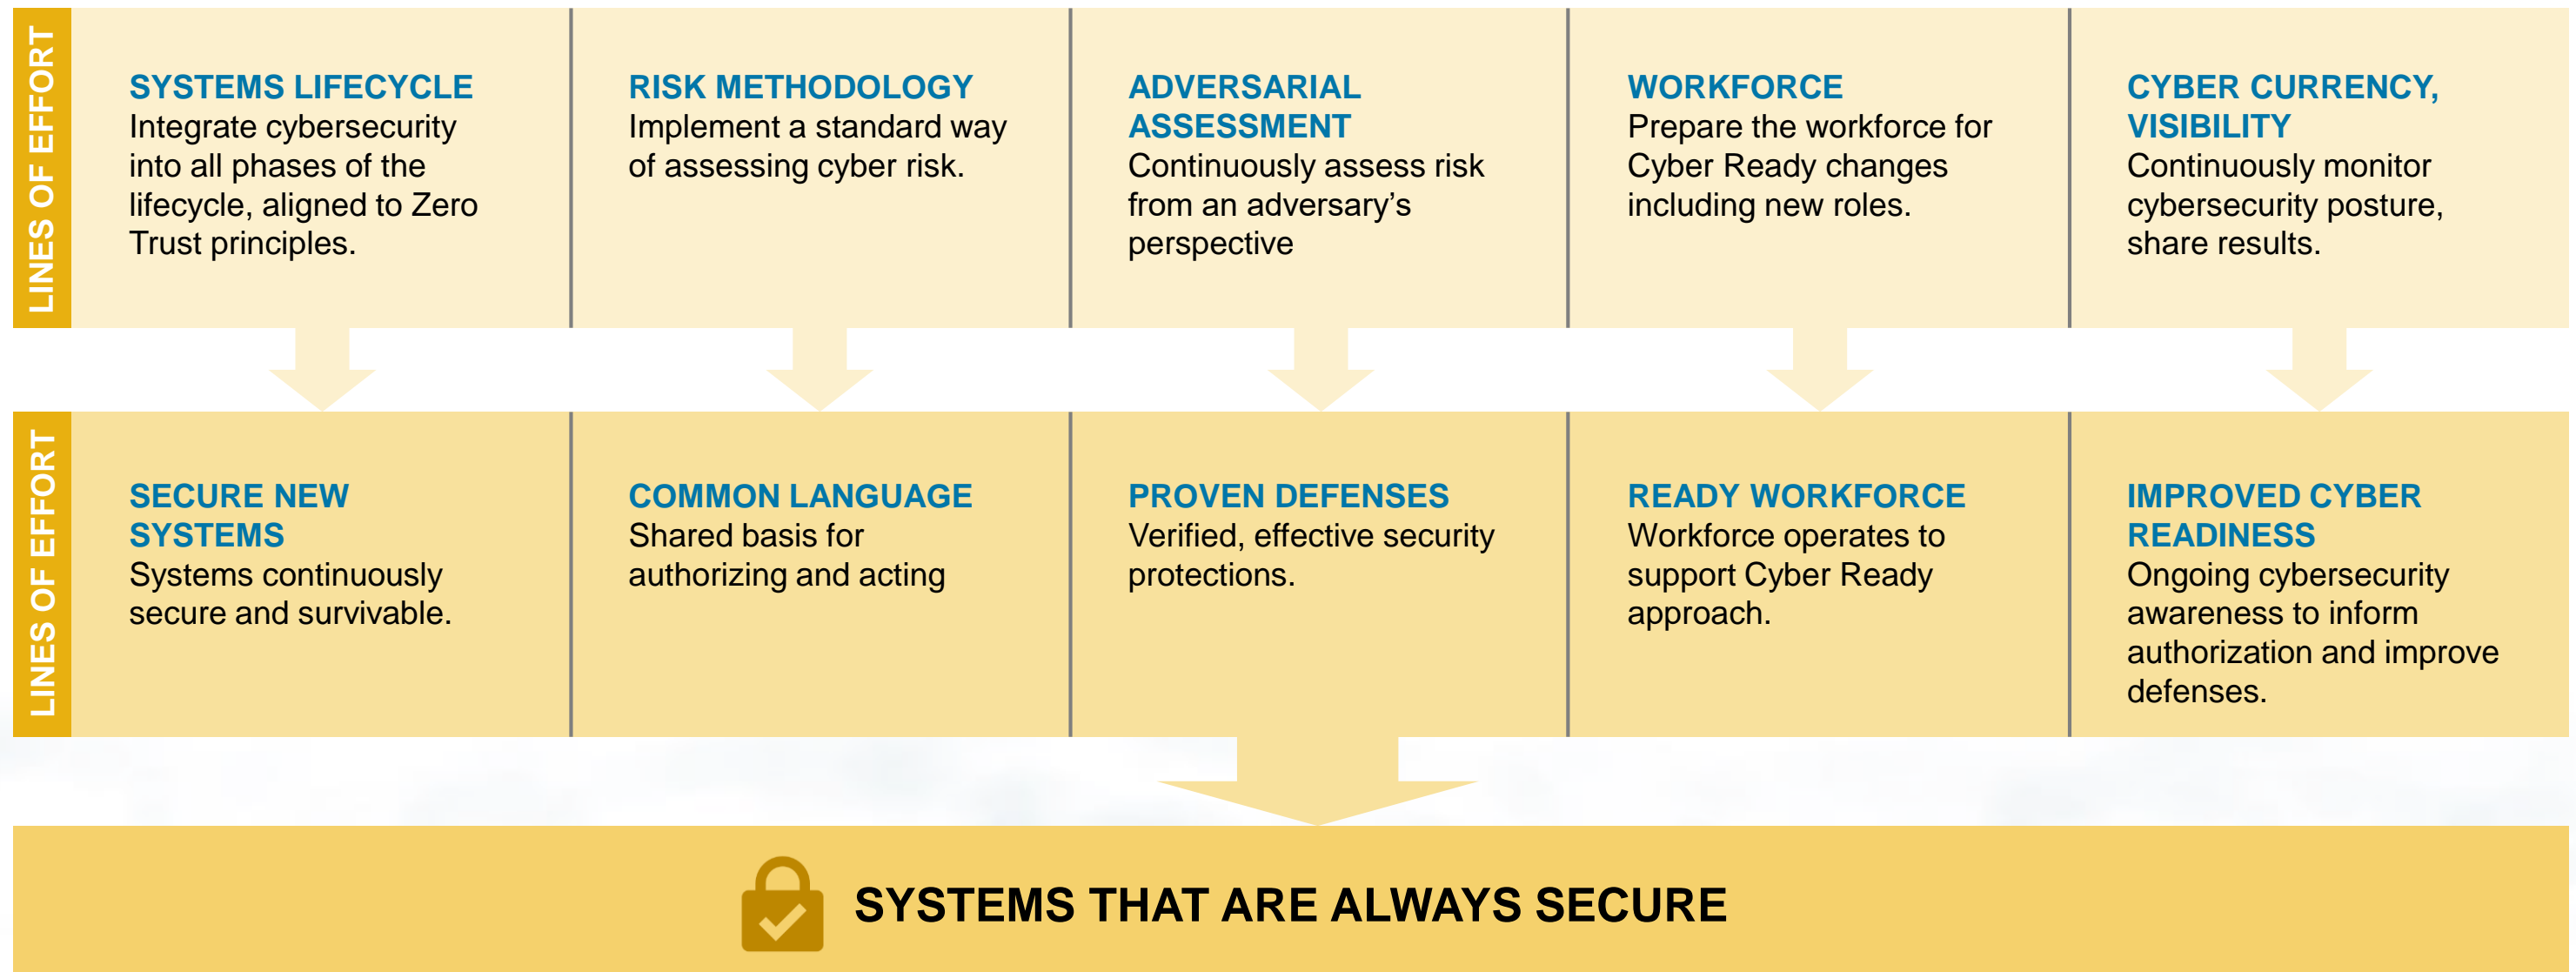 LINES OF EFFORT
SYSTEMS LIFECYCLE
Integrate cybersecurity
into all phases of the
lifecycle, aligned to Zero
Trust principles.
RISK METHODOLOGY
Implement a standard way
of assessing cyber risk.
ADVERSARIAL
ASSESSMENT
Continuously assess risk
from an adversary’s
perspective
WORKFORCE
Prepare the workforce for
Cyber Ready changes
including new roles.
CYBER CURRENCY,
VISIBILITY
Continuously monitor
cybersecurity posture,
share results.
LINES OF EFFORT
SECURE NEW
SYSTEMS
Systems continuously
secure and survivable.
COMMON LANGUAGE
Shared basis for
authorizing and acting
PROVEN DEFENSES
Verified, effective security
protections.
READY WORKFORCE
Workforce operates to
support Cyber Ready
approach.
IMPROVED CYBER
READINESS
Ongoing cybersecurity
awareness to inform
authorization and improve
defenses.
SYSTEMS THAT ARE ALWAYS SECURE